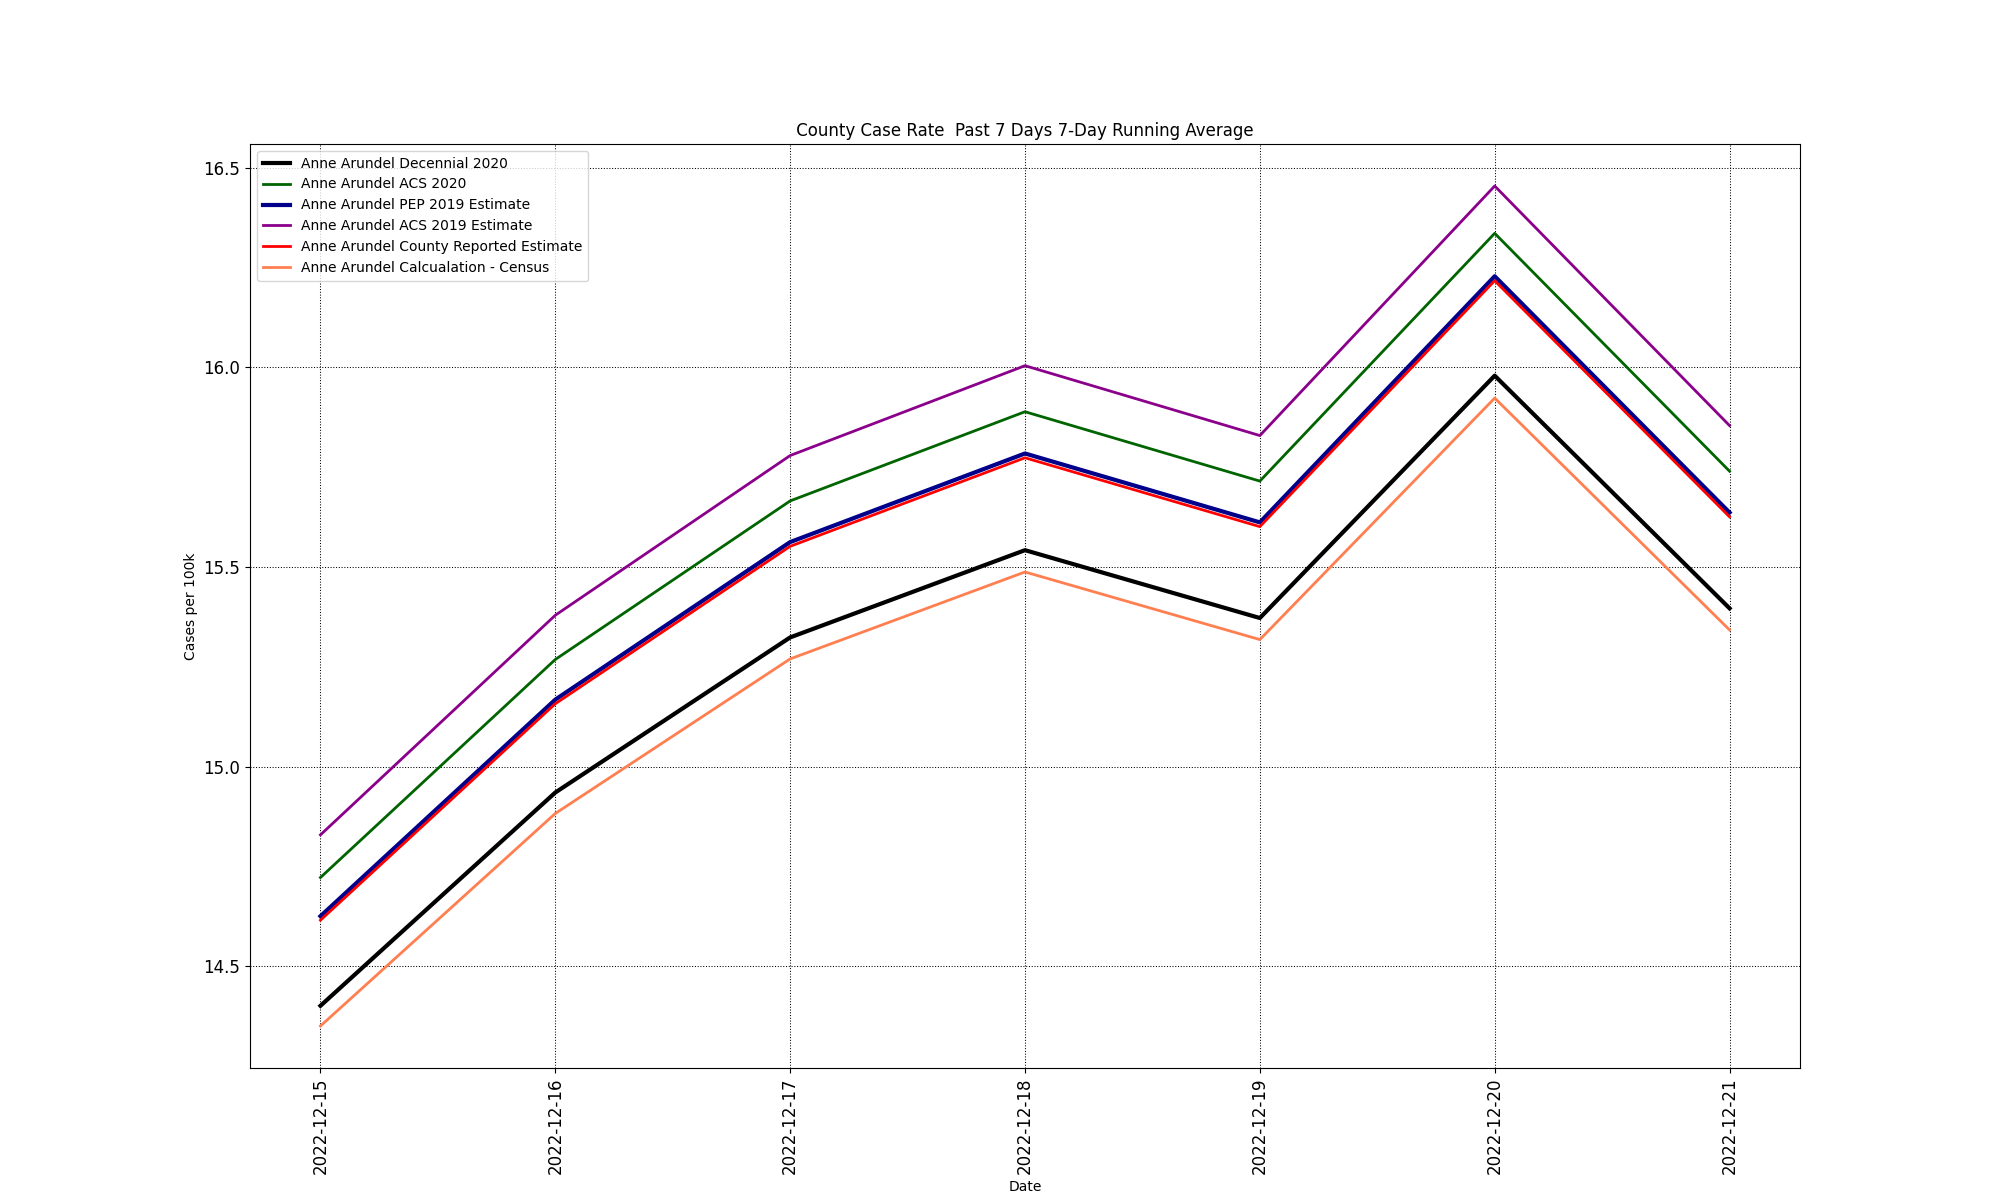 County Case Rate  Past 7 Days 7-Day Running Average
Anne Arundel Decennial 2020
Anne Arundel ACS 2020
Anne Arundel PEP 2019 Estimate
Anne Arundel ACS 2019 Estimate
Anne Arundel County Reported Estimate
Anne Arundel Calcualation - Census
16.5
16.0
15.5
15.0
14.5
Cases per 100k
2022-12-15
2022-12-16
2022-12-17
2022-12-18
2022-12-19
2022-12-20
2022-12-21
Date